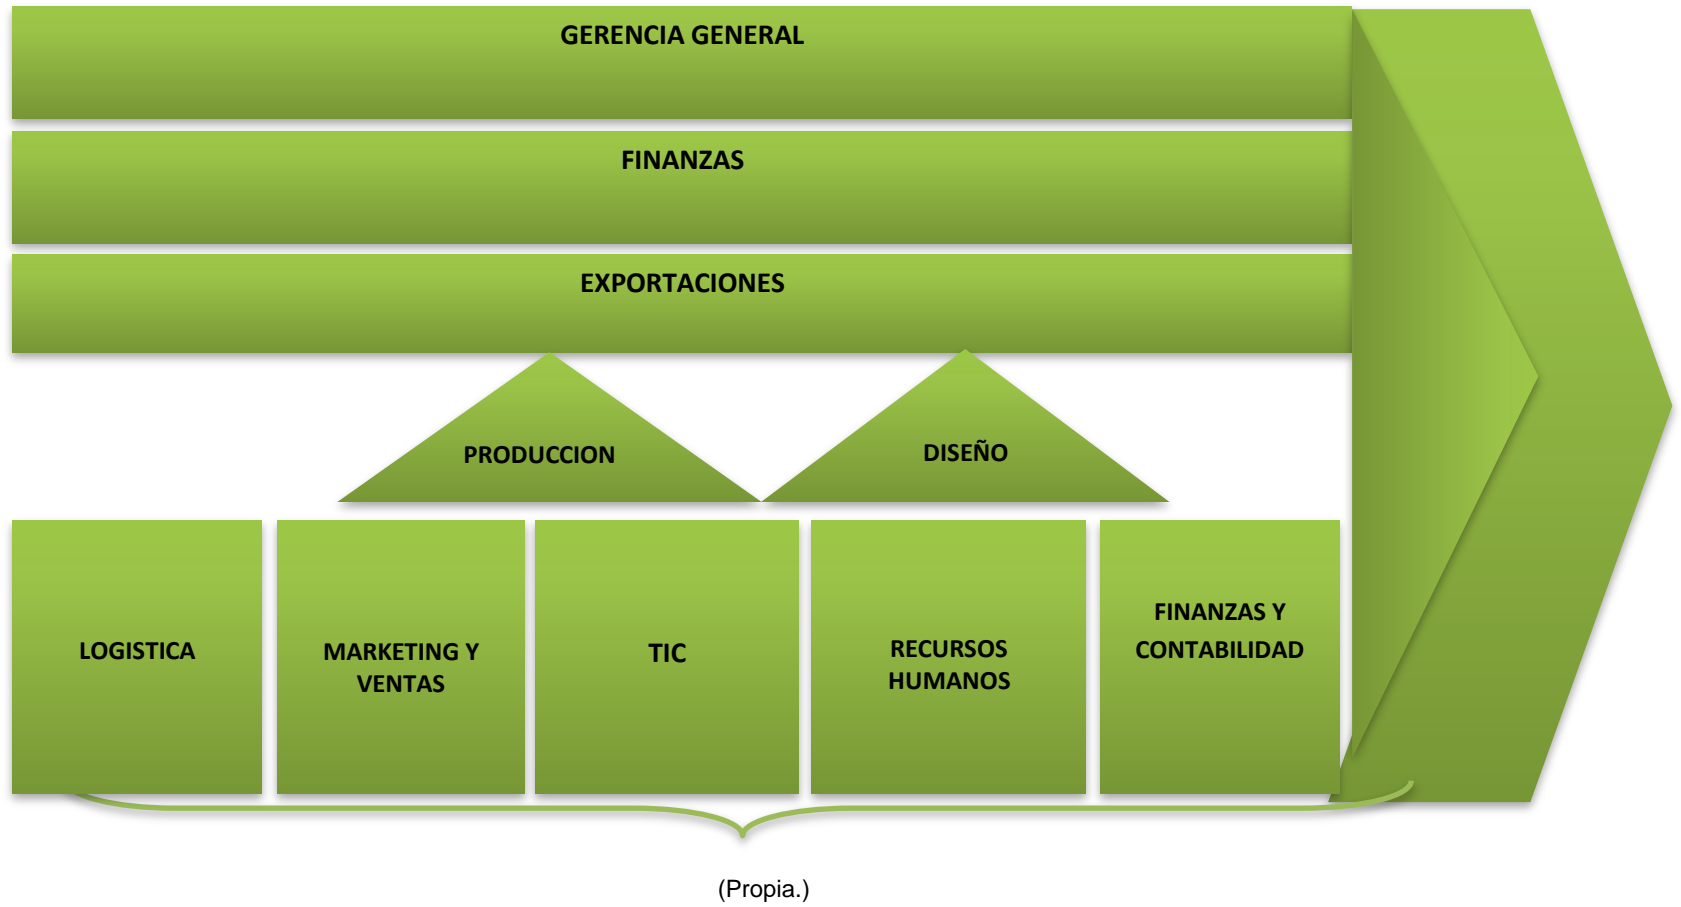 GERENCIA GENERAL
FINANZAS
EXPORTACIONES
PRODUCCION
DISEÑO
LOGISTICA
MARKETING Y
VENTAS
TIC
RECURSOS
HUMANOS
FINANZAS Y
CONTABILIDAD
(Propia.)